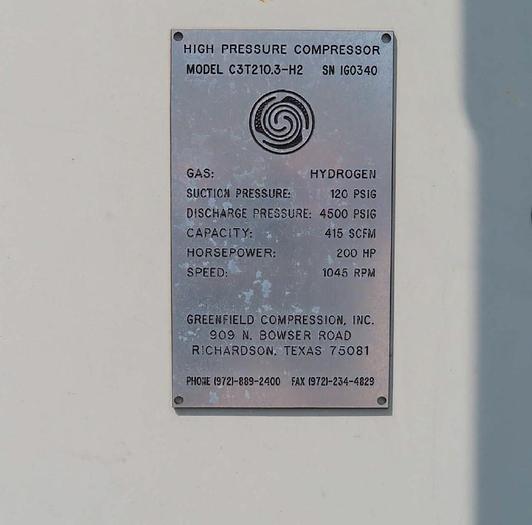 HIGH PRESSURE COMPRESSOR
MODEL C3T210.3-H2 SN IG0340
GAS: HYDROGEN
SUCTION PRESSURE: 120 PSIG
DISCHARGE PRESSURE: 4500 PSIG
CAPACITY: 415 SCFM
HORSEPOWER: 200 HP
SPEED: 1045 RPM
GREENFIELD COMPRESSION, INC.
909 N. BOWSER ROAD
RICHARDSON, TEXAS 75081
PHONE (972)-889-2400 FAX (972)-234-4829